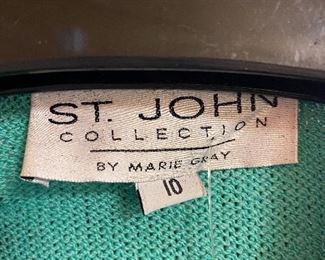 ST. JOHN
COLLECTION
BY MARIE GRAY
10